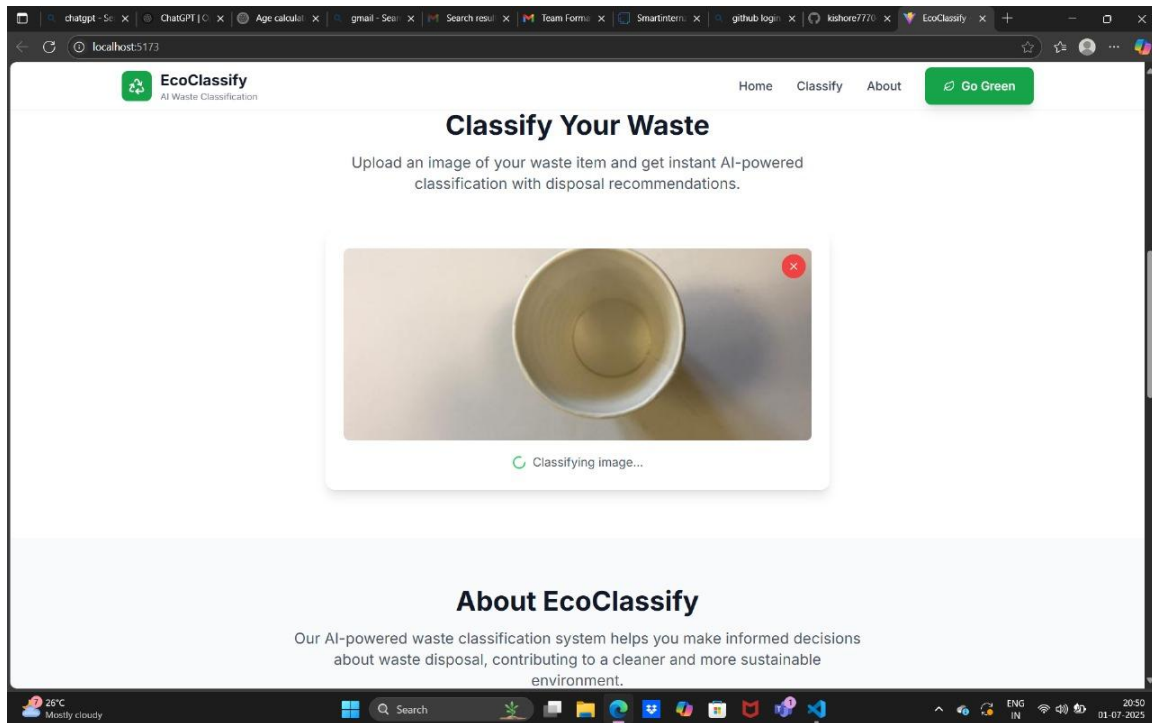 chatgpt - Se
ChatGPT | O
Age calculat
gmail - Sear
Search resul
Team Forma
Smartintern
github login
kishore7770
EcoClassify
localhost:5173
EcoClassify
AI Waste Classification
Home
Classify
About
Go Green
Classify Your Waste
Upload an image of your waste item and get instant AI-powered
classification with disposal recommendations.
Classifying image...
About EcoClassify
Our AI-powered waste classification system helps you make informed decisions
about waste disposal, contributing to a cleaner and more sustainable
environment.
7
26°C
Mostly cloudy
Search
ENG
IN
20:50
01-07-2025